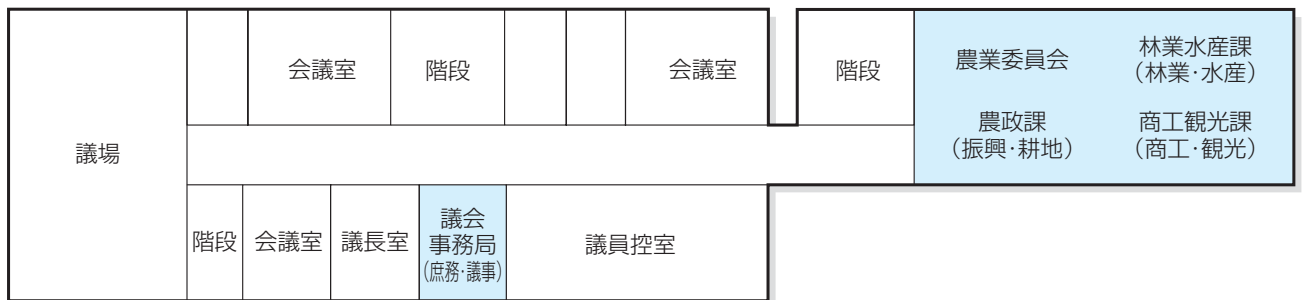 議場
会議室
階段
会議室
階段
農業委員会
林業水産課
（林業･水産）
農政課
（振興･耕地）
商工観光課
（商工･観光）
階段
会議室
議長室
議会
事務局
（庶務･議事）
議員控室